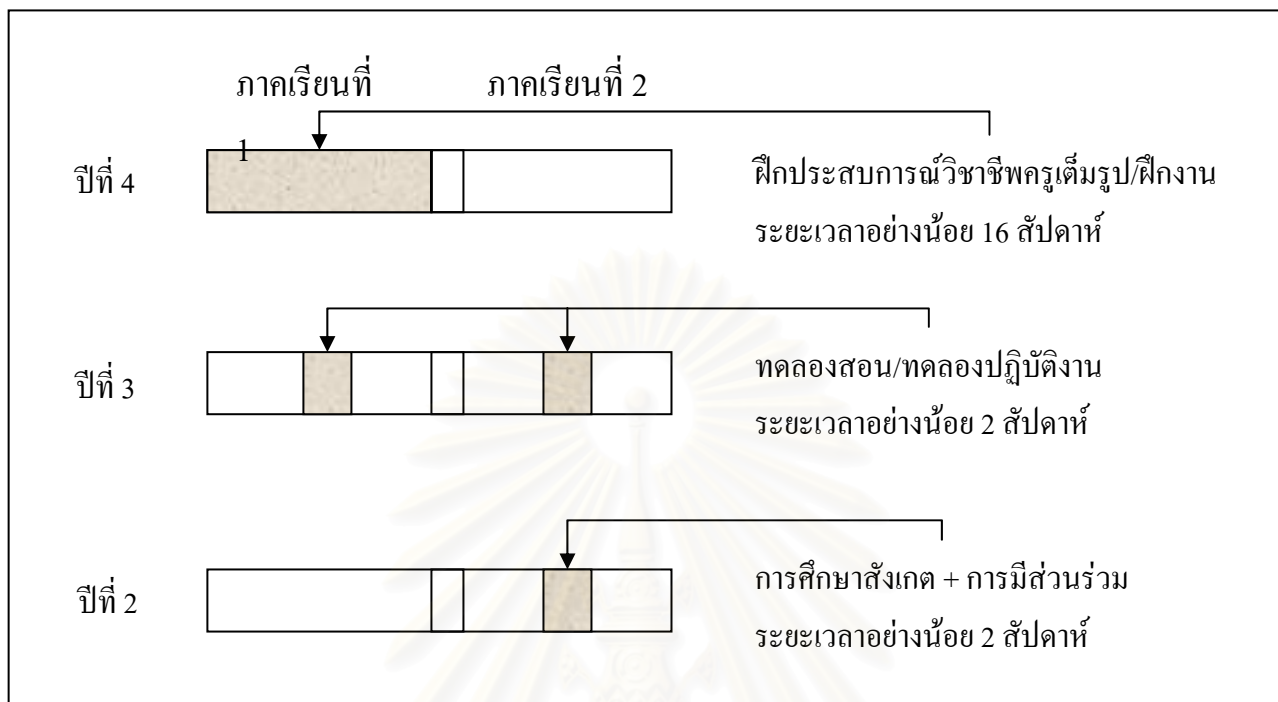 ภาคเรียนที่ 1
ภาคเรียนที่ 2
ปีที่ 4
ฝึกประสบการณ์วิชาชีพครูเต็มรูป/ฝึกงาน
ระยะเวลาอย่างน้อย 16 สัปดาห์
ปีที่ 3
ทดลองสอน/ทดลองปฏิบัติงาน
ระยะเวลาอย่างน้อย 2 สัปดาห์
ปีที่ 2
การศึกษาสังเกต + การมีส่วนร่วม
ระยะเวลาอย่างน้อย 2 สัปดาห์